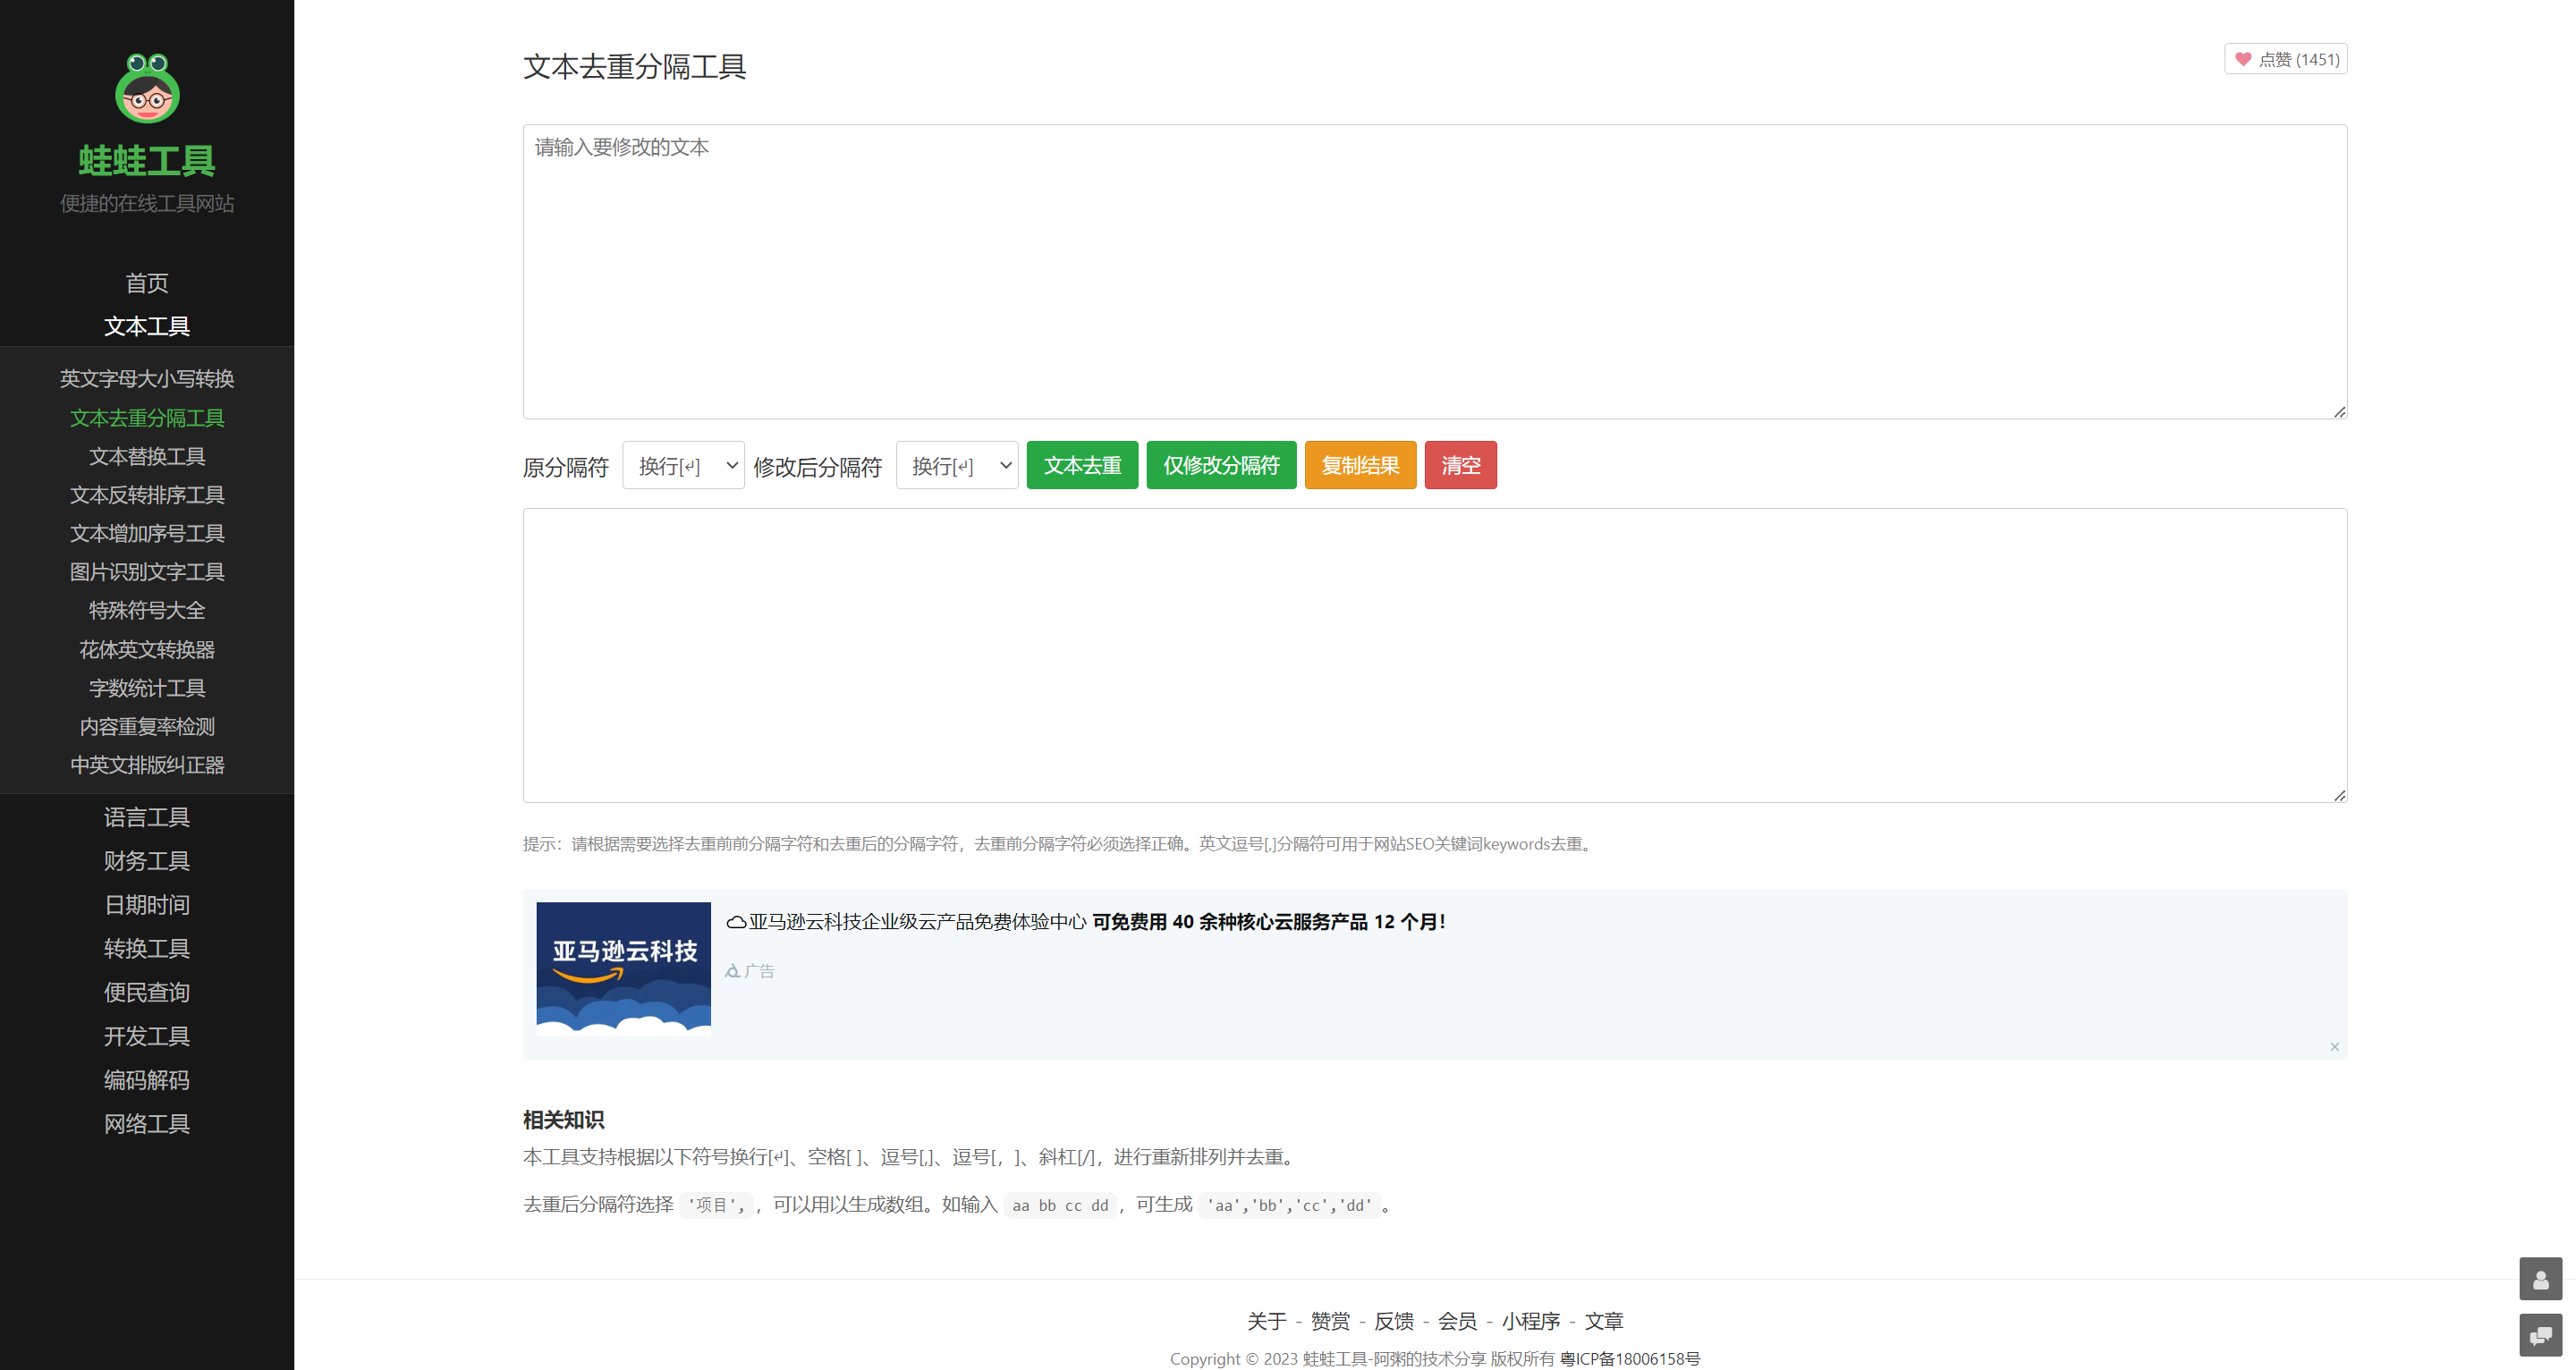 蛙蛙工具
便捷的在线工具网站
首页
文本工具
英文字母大小写转换
文本去重分隔工具
文本替换工具
文本反转排序工具
文本增加序号工具
图片识别文字工具
特殊符号大全
花体英文转换器
字数统计工具
内容重复率检测
中英文排版纠正器
语言工具
财务工具
日期时间
转换工具
便民查询
开发工具
编码解码
网络工具
文本去重分隔工具
点赞 (1451)
请输入要修改的文本
原分隔符 换行[↵] 修改后分隔符 换行[↵] 文本去重 仅修改分隔符 复制结果 清空
提示：请根据需要选择去重前前分隔字符和去重后的分隔字符，去重前分隔字符必须选择正确。英文逗号[,]分隔符可用于网站SEO关键词keywords去重。
亚马逊云科技
亚马逊云科技企业级云产品免费体验中心 可免费用 40 余种核心云服务产品 12 个月！
广告
×
相关知识
本工具支持根据以下符号换行[↵]、空格[ ]、逗号[,]、逗号[，]、斜杠[/]，进行重新排列并去重。
去重后分隔符选择 '项目', ，可以用以生成数组。如输入 aa bb cc dd ，可生成 'aa','bb','cc','dd' 。
关于 - 赞赏 - 反馈 - 会员 - 小程序 - 文章
Copyright © 2023 蛙蛙工具-阿粥的技术分享 版权所有 粤ICP备18006158号